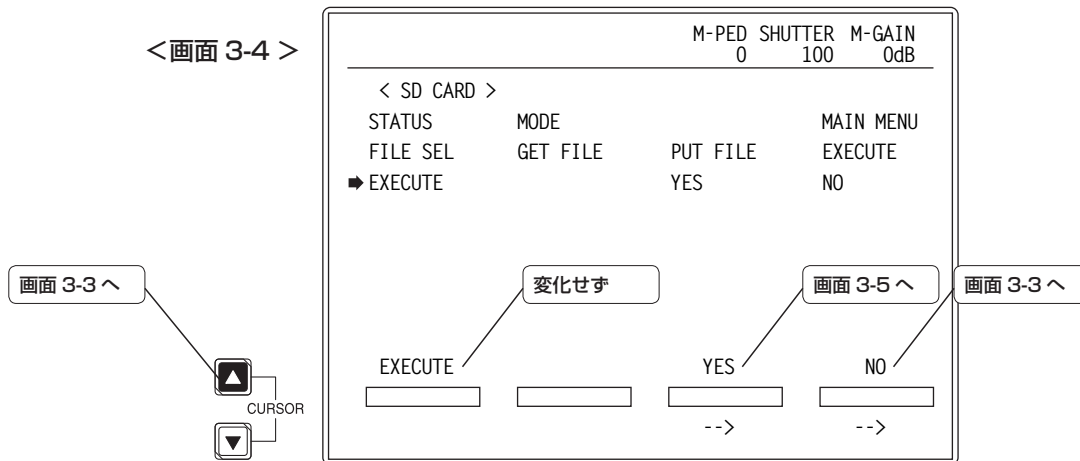 <画面 3-4 >
M-PED SHUTTER M-GAIN
0 100 0dB
< SD CARD >
STATUS MODE MAIN MENU
FILE SEL GET FILE PUT FILE EXECUTE
➡ EXECUTE YES NO
画面 3-3 へ
変化せず
画面 3-5 へ
画面 3-3 へ
EXECUTE YES NO
▲
CURSOR
▼
--> -->